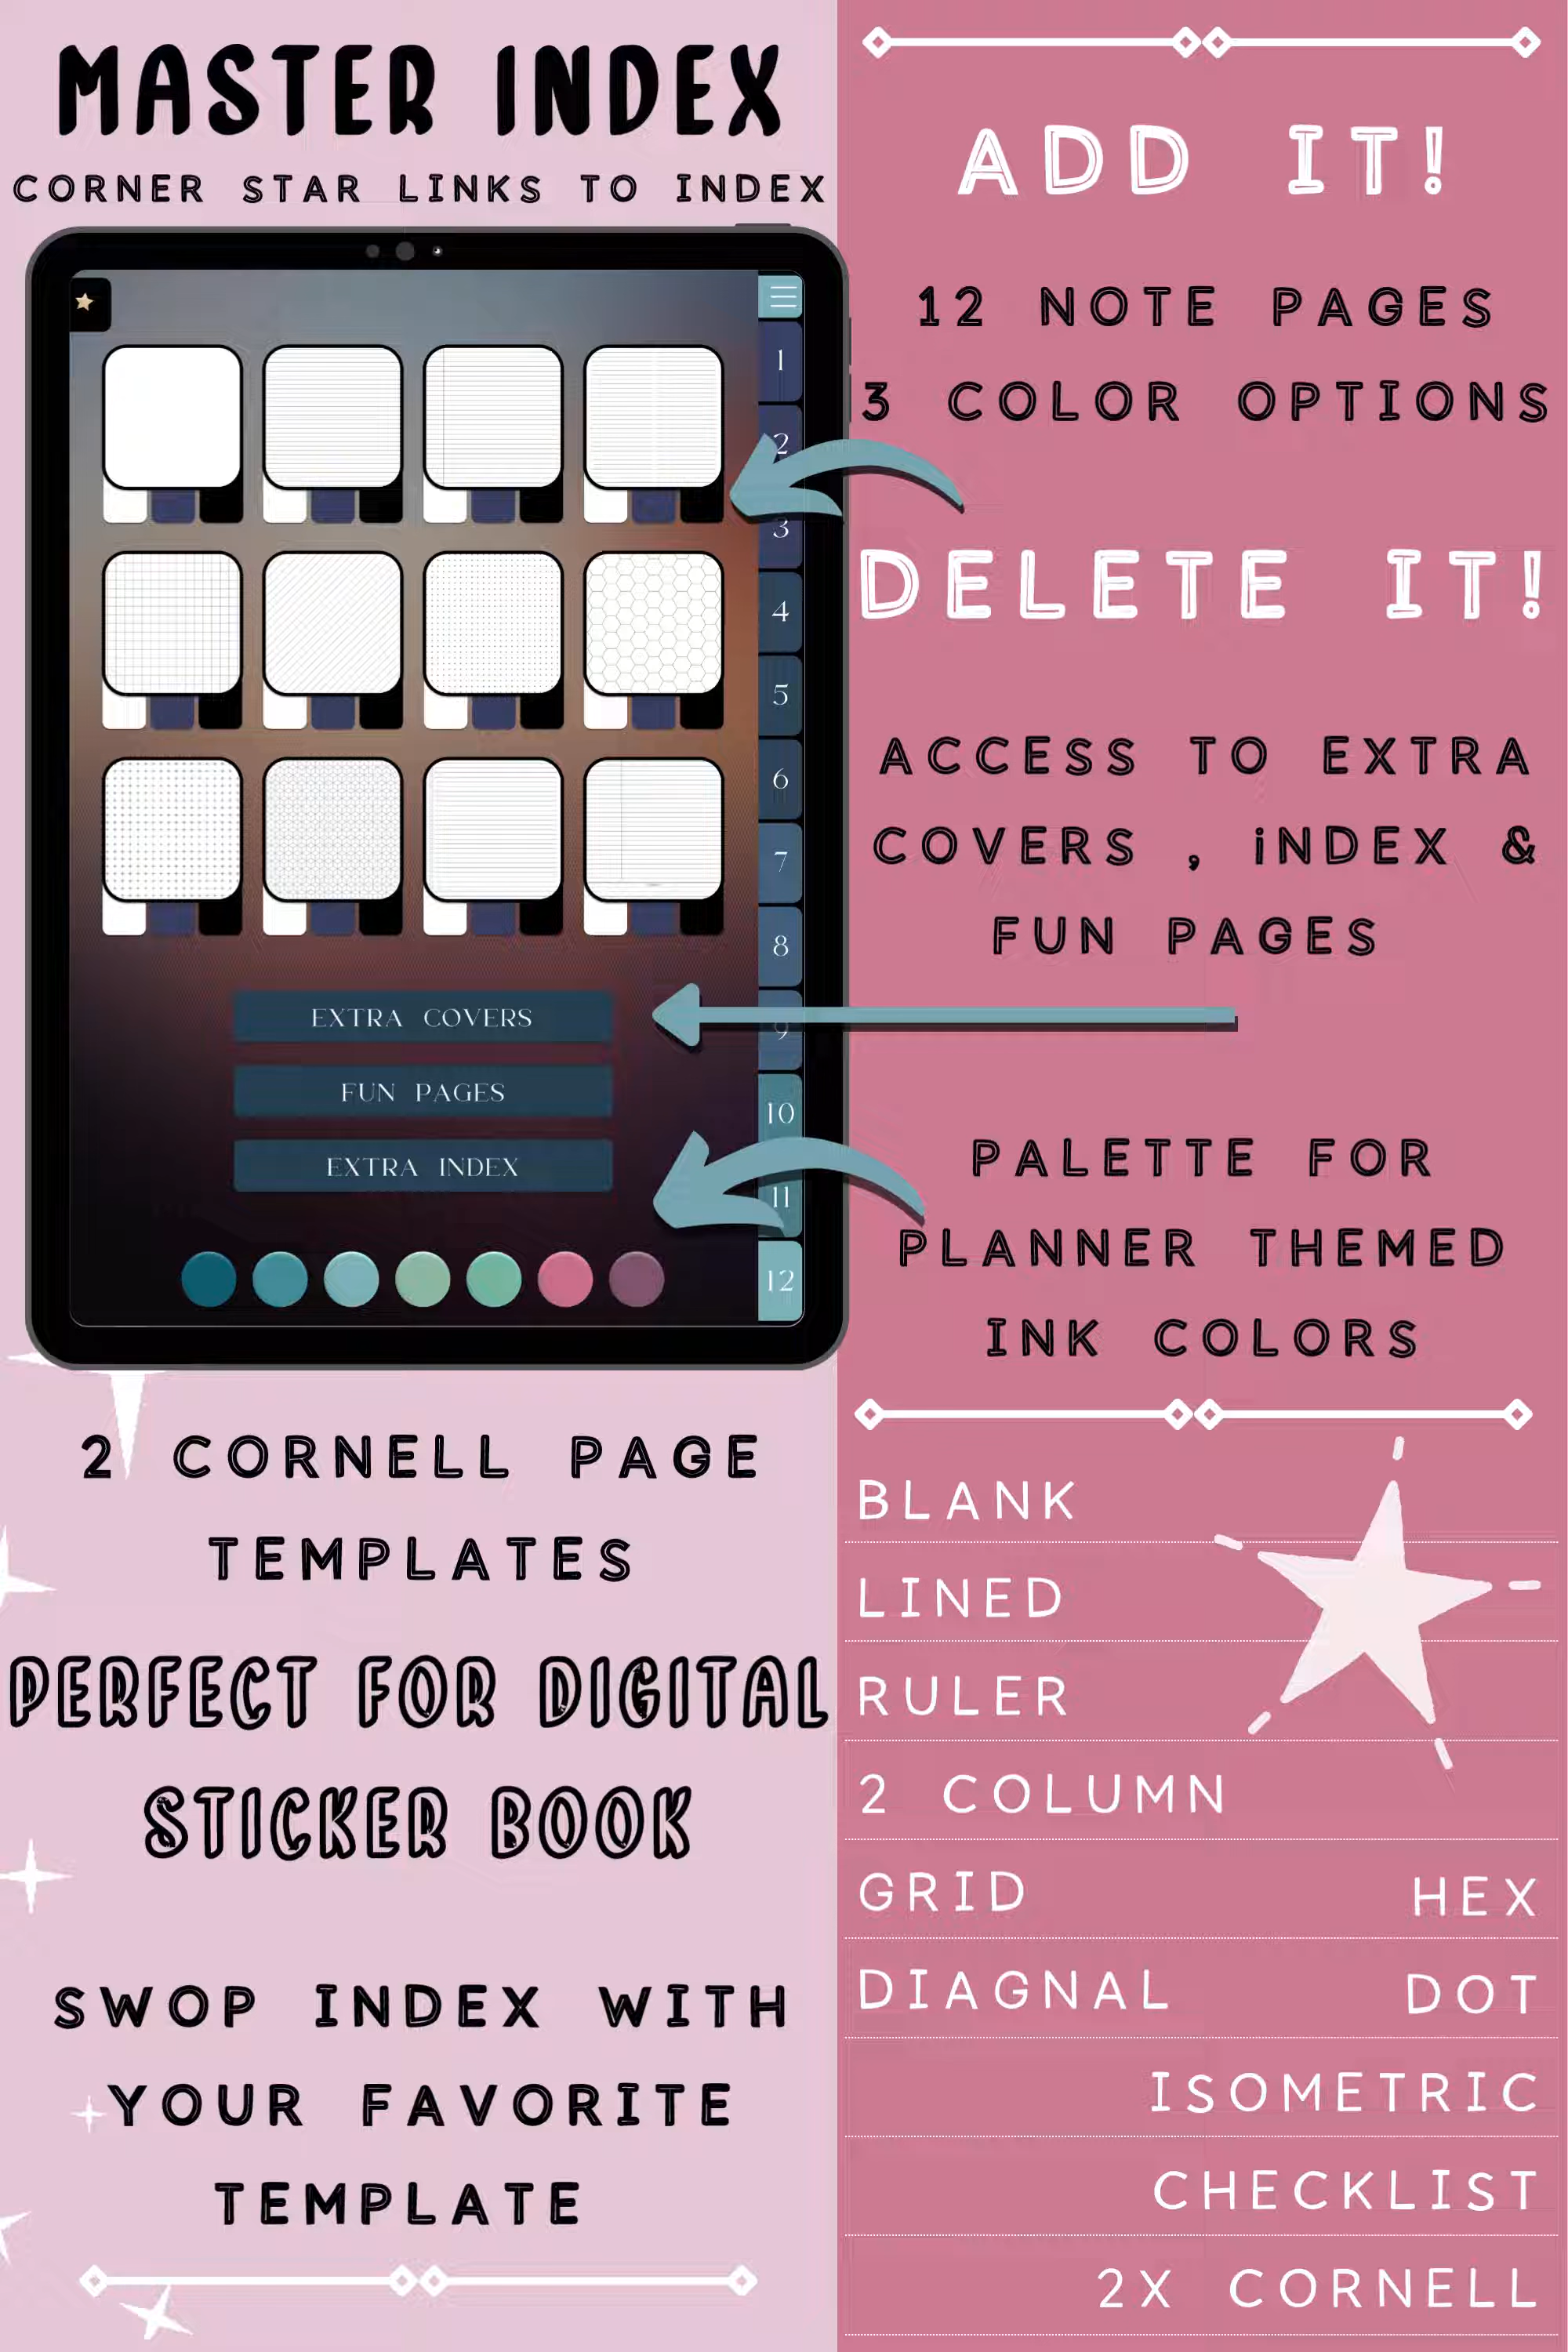 MASTER INDEX
CORNER STAR LINKS TO INDEX
1
2
3
4
5
6
7
8
9
10
11
12
EXTRA COVERS
FUN PAGES
EXTRA INDEX
2 CORNELL PAGE
TEMPLATES
PERFECT FOR DIGITAL
STICKER BOOK
SWOP INDEX WITH
YOUR FAVORITE
TEMPLATE
ADD IT!
12 NOTE PAGES
3 COLOR OPTIONS
DELETE IT!
ACCESS TO EXTRA
COVERS , iNDEX &
FUN PAGES
PALETTE FOR
PLANNER THEMED
INK COLORS
BLANK
LINED
RULER
2 COLUMN
GRID HEX
DIAGNAL DOT
ISOMETRIC
CHECKLIST
2X CORNELL